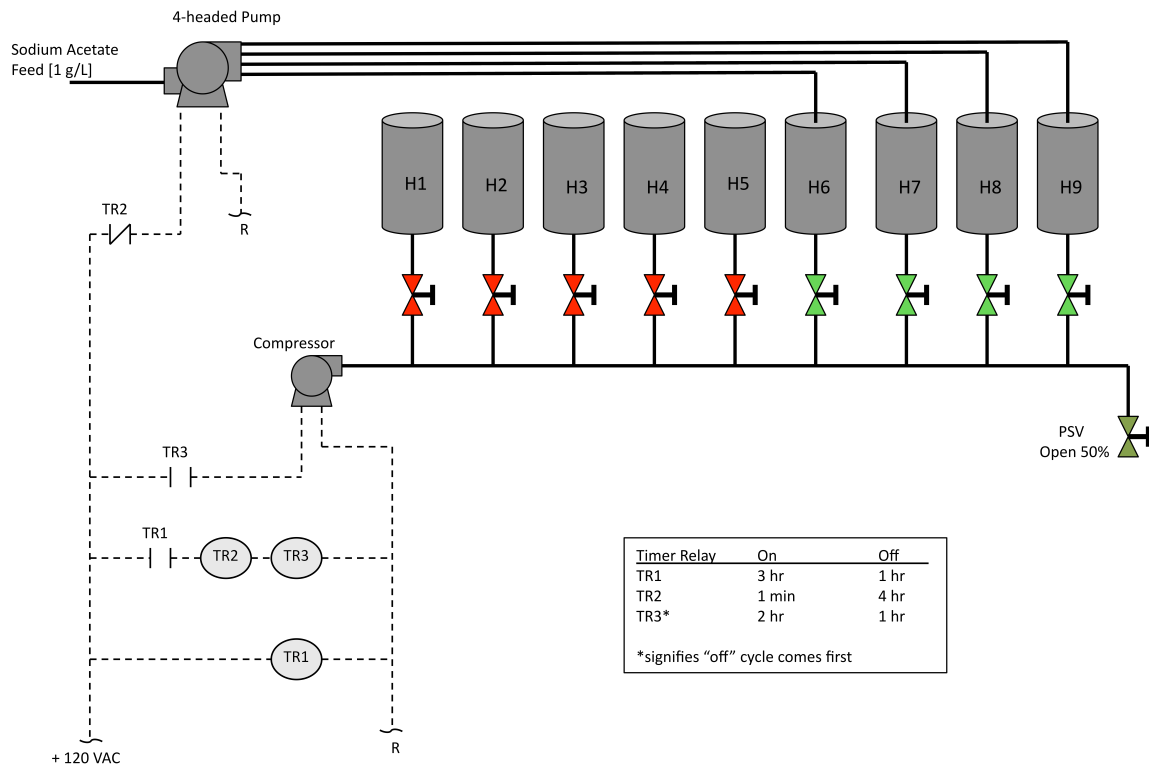 4-headed Pump
Sodium Acetate
Feed [1 g/L]
H1 H2 H3 H4 H5 H6 H7 H8 H9
TR2
R
Compressor
PSV
Open 50%
TR3
TR1
TR2
TR3
TR1
Timer Relay On Off
TR1 3 hr 1 hr
TR2 1 min 4 hr
TR3* 2 hr 1 hr
*signifies “off” cycle comes first
R
+ 120 VAC